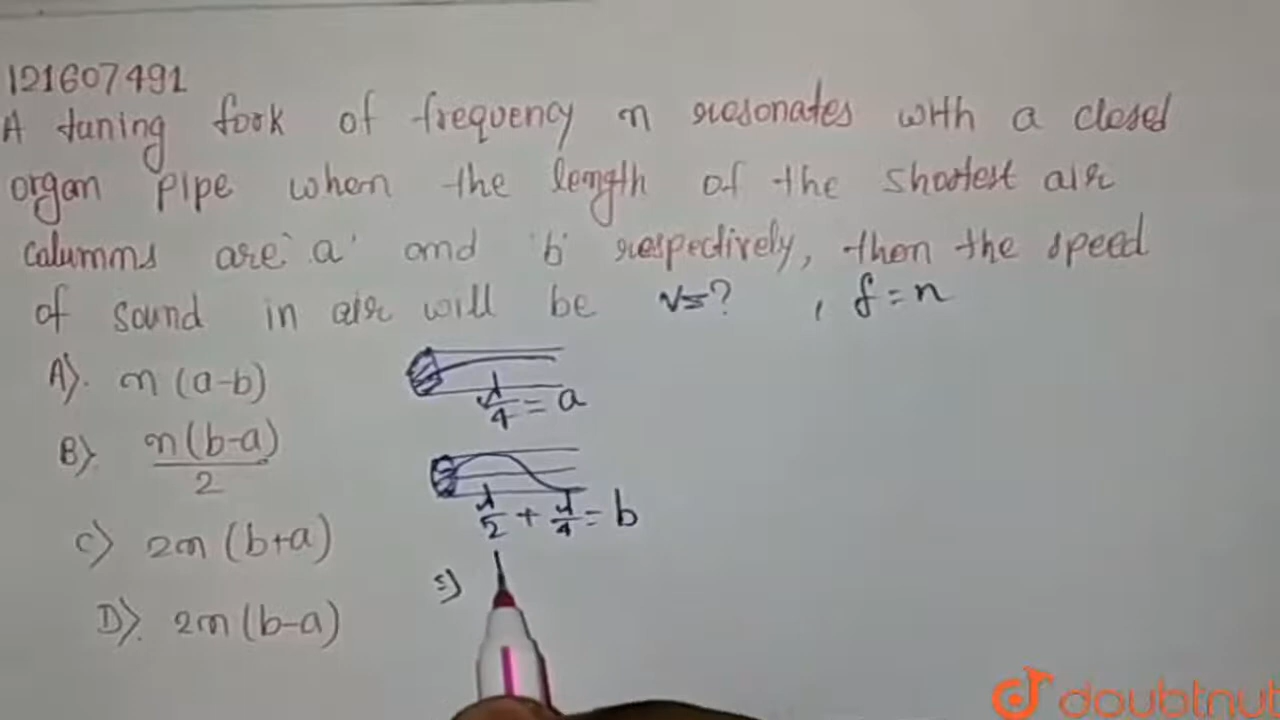 121607491
A tuning fook of frequency n resonates with a closed
organ pipe when the length of the shortest air
columns are 'a' and 'b' respectively, then the speed
of sound in air will be v=? , f=n
A). n(a-b)
λ/4 = a
B). n(b-a)/2
λ/2 + λ/4 = b
C) 2n(b+a)
⇒)
D). 2n(b-a)
doubtnut